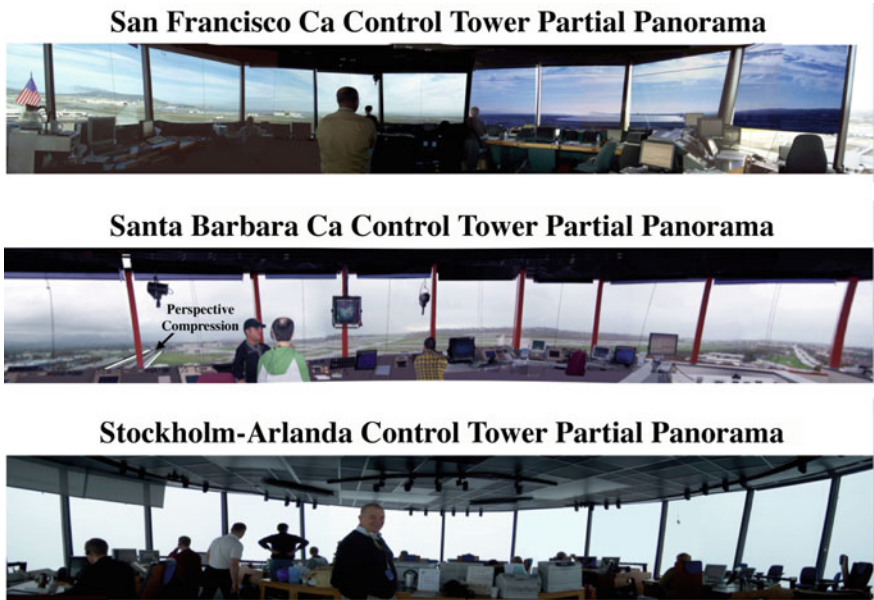 San Francisco Ca Control Tower Partial Panorama
Santa Barbara Ca Control Tower Partial Panorama
Perspective
Compression
Stockholm-Arlanda Control Tower Partial Panorama